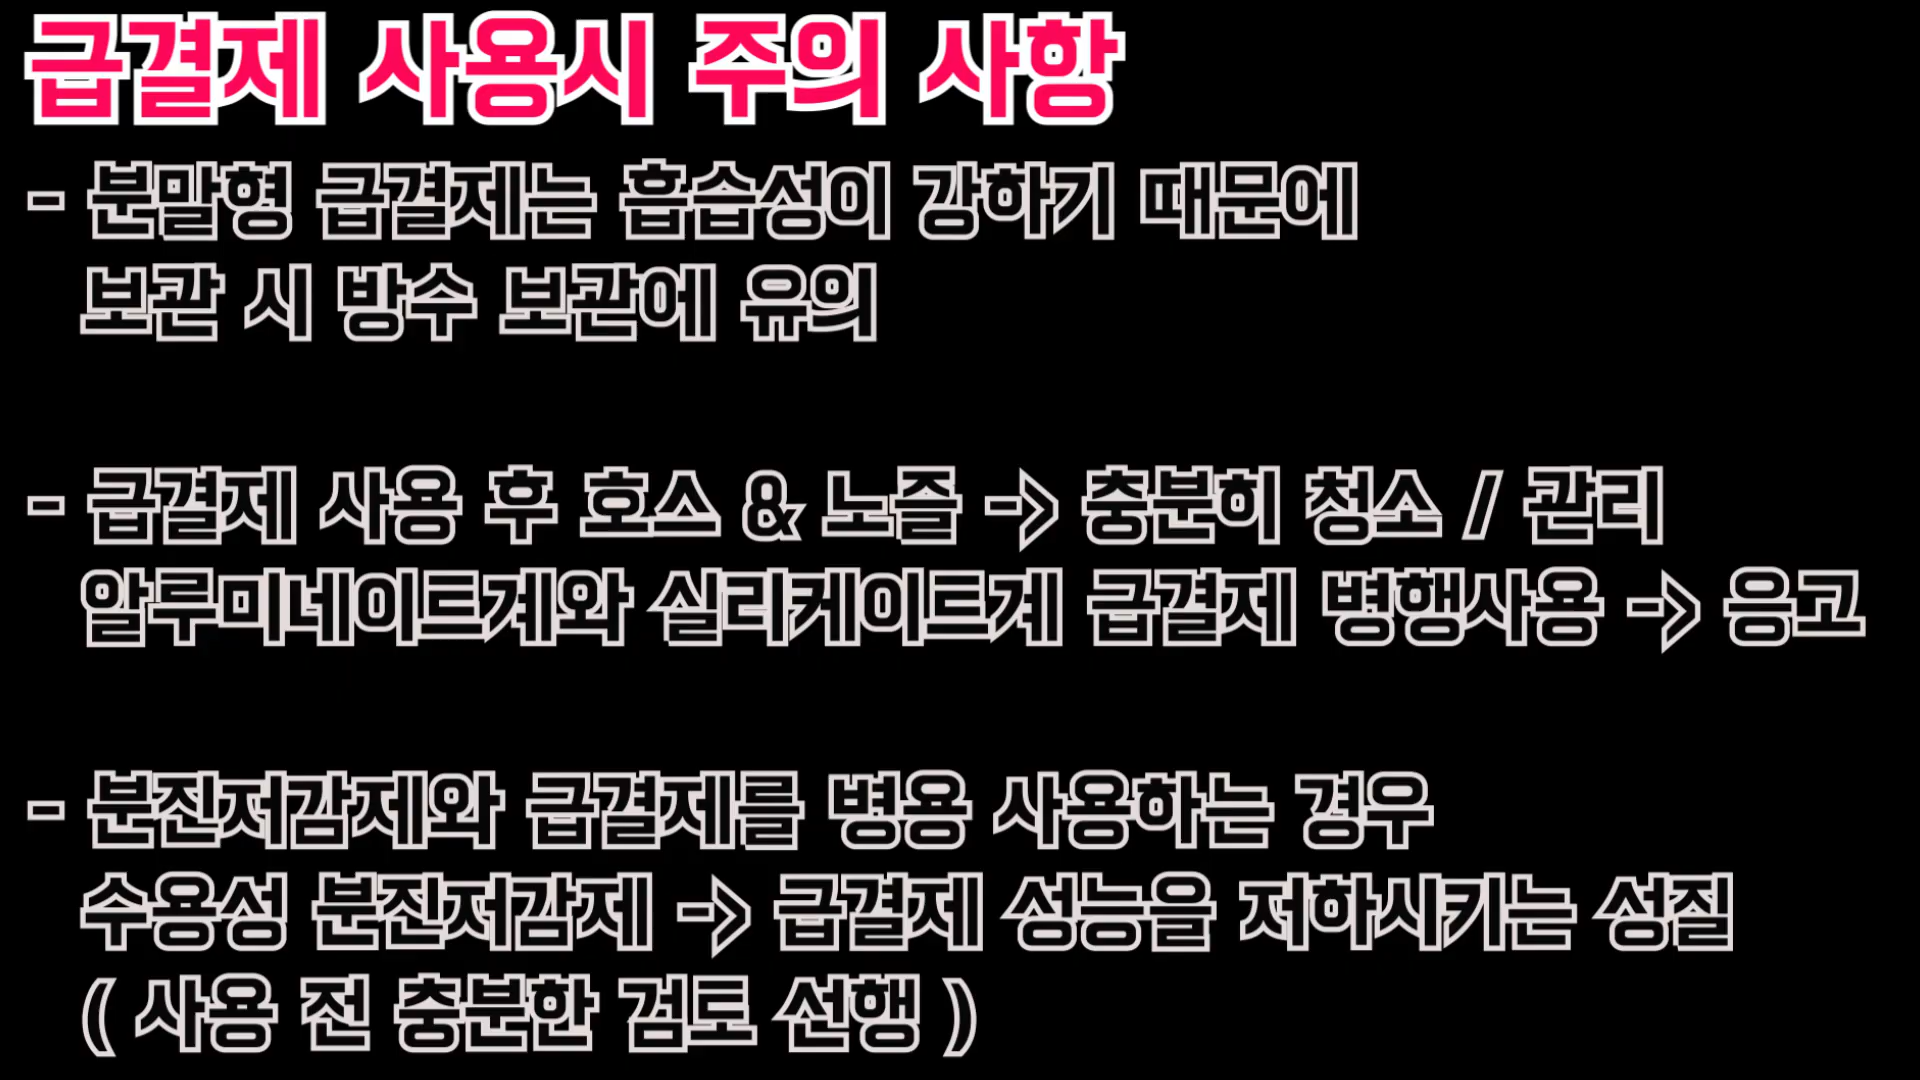 급결제 사용시 주의 사항
- 분말형 급결제는 흡습성이 강하기 때문에
보관 시 방수 보관에 유의
- 급결제 사용 후 호스 & 노즐 -> 충분히 청소 / 관리
알루미네이트계와 실리케이트계 급결제 병행사용 -> 응고
- 분진저감제와 급결제를 병용 사용하는 경우
수용성 분진저감제 -> 급결제 성능을 저하시키는 성질
( 사용 전 충분한 검토 선행 )